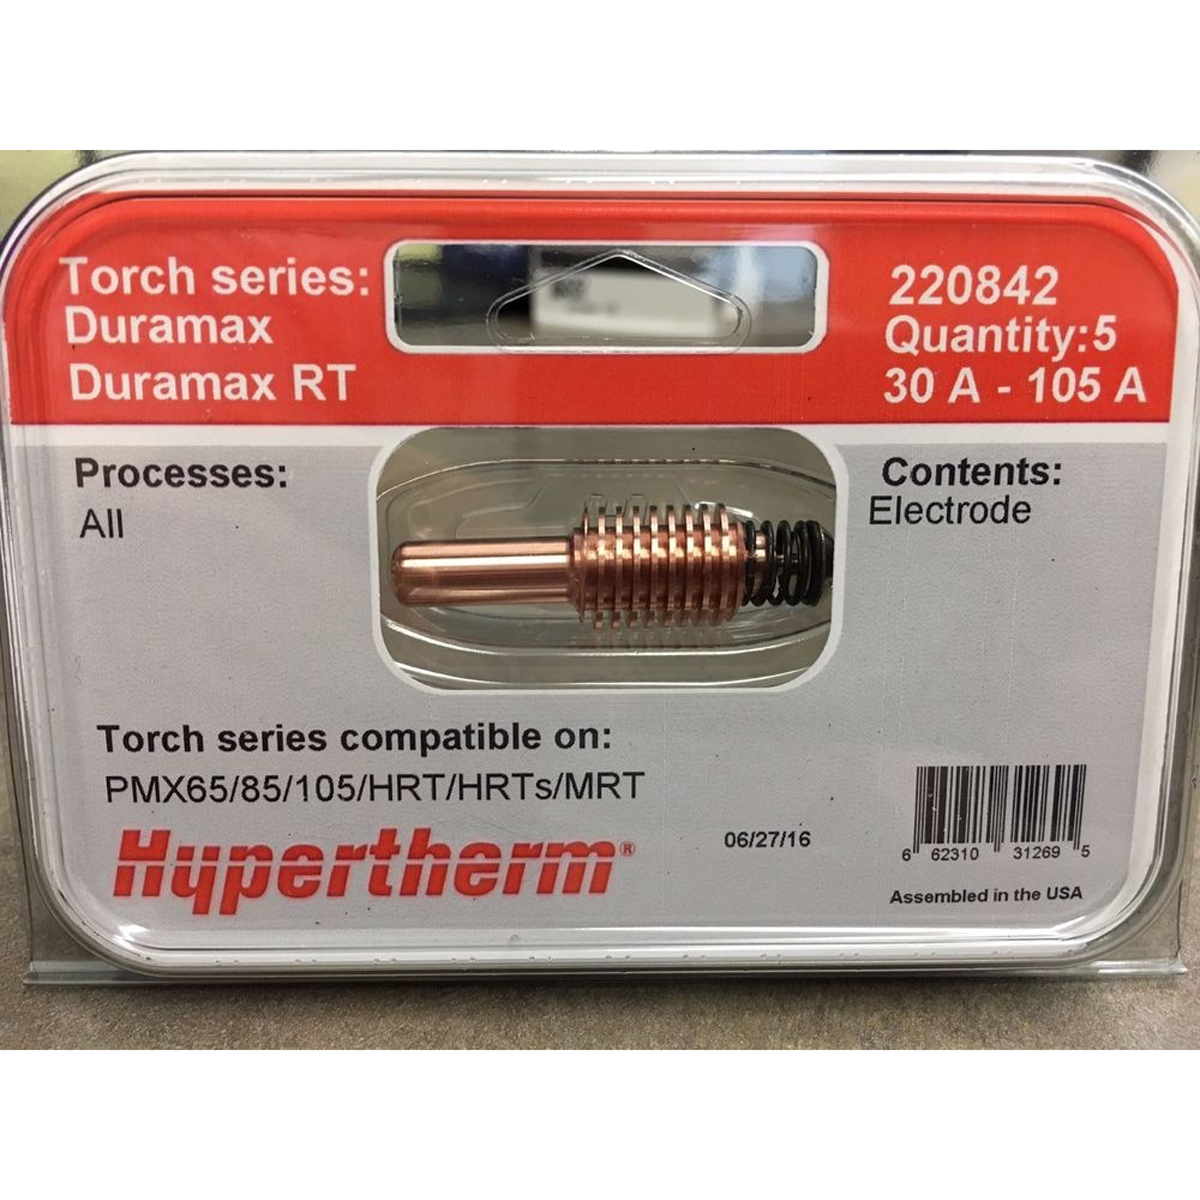 Torch series:
Duramax
Duramax RT
220842
Quantity:5
30 A - 105 A
Processes:
All
Contents:
Electrode
Torch series compatible on:
PMX65/85/105/HRT/HRTs/MRT
Hypertherm®
06/27/16
6 62310 31269 5
Assembled in the USA